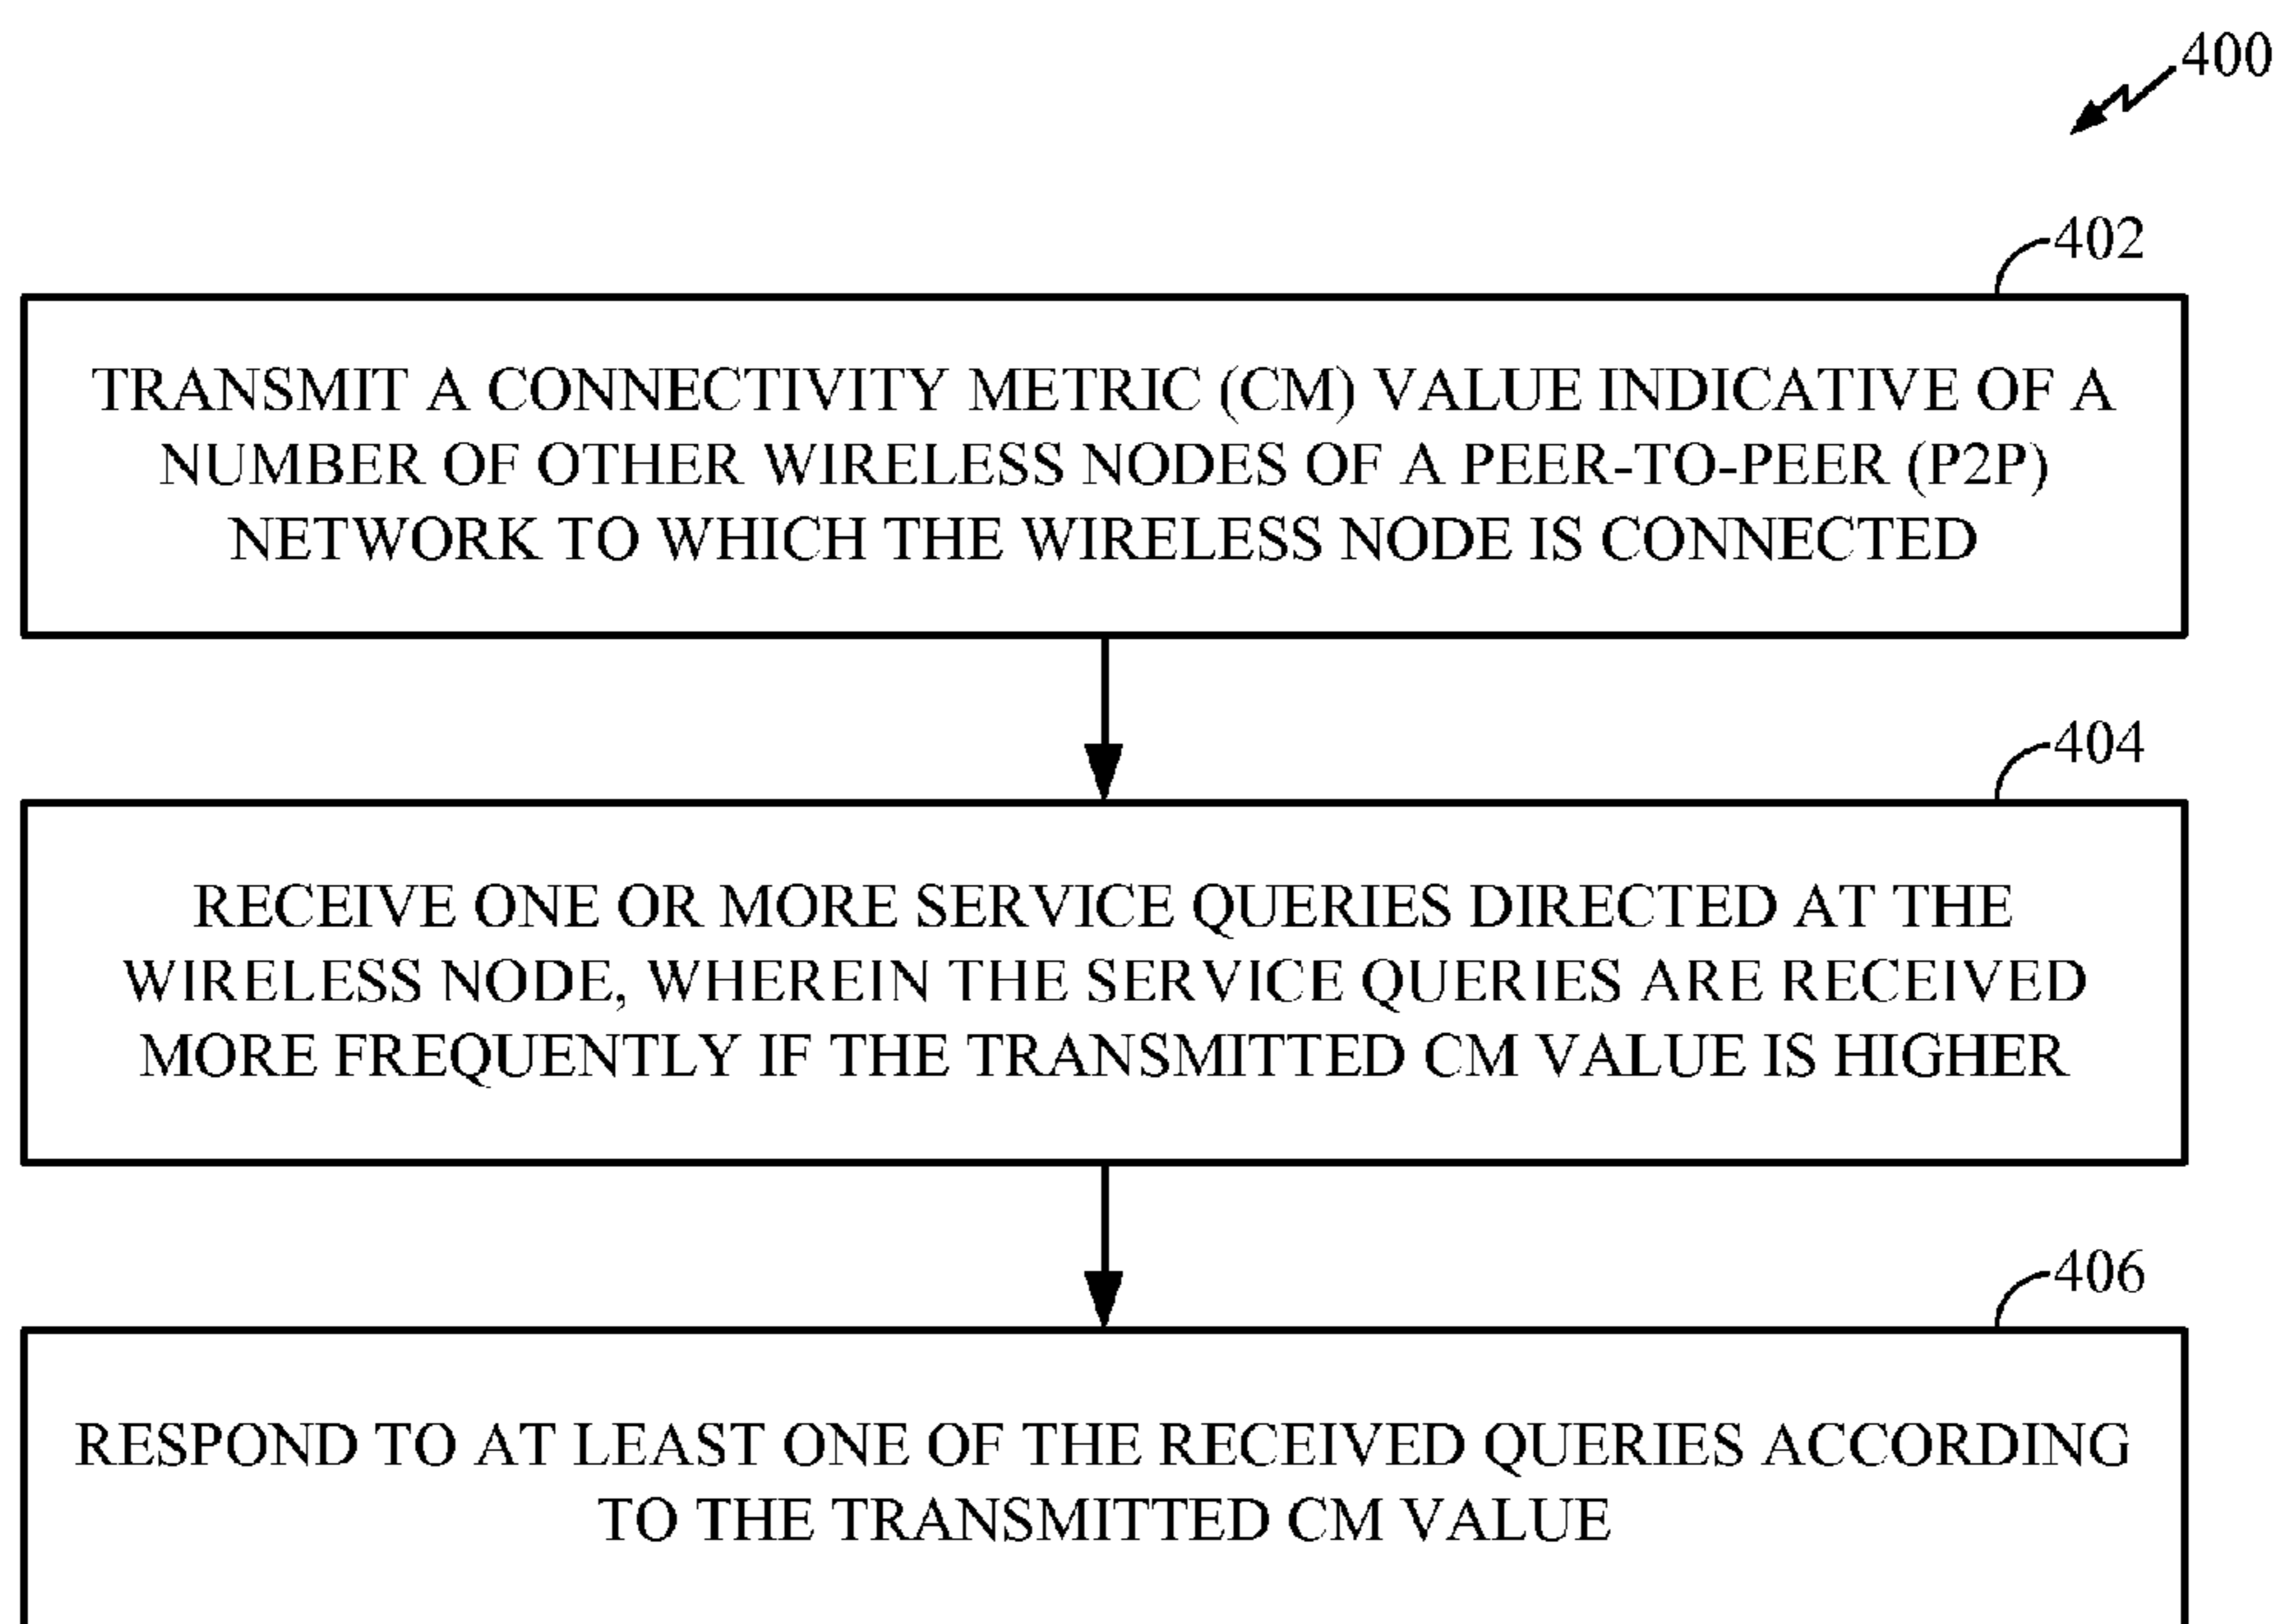 400
402
TRANSMIT A CONNECTIVITY METRIC (CM) VALUE INDICATIVE OF A
NUMBER OF OTHER WIRELESS NODES OF A PEER-TO-PEER (P2P)
NETWORK TO WHICH THE WIRELESS NODE IS CONNECTED
404
RECEIVE ONE OR MORE SERVICE QUERIES DIRECTED AT THE
WIRELESS NODE, WHEREIN THE SERVICE QUERIES ARE RECEIVED
MORE FREQUENTLY IF THE TRANSMITTED CM VALUE IS HIGHER
406
RESPOND TO AT LEAST ONE OF THE RECEIVED QUERIES ACCORDING
TO THE TRANSMITTED CM VALUE